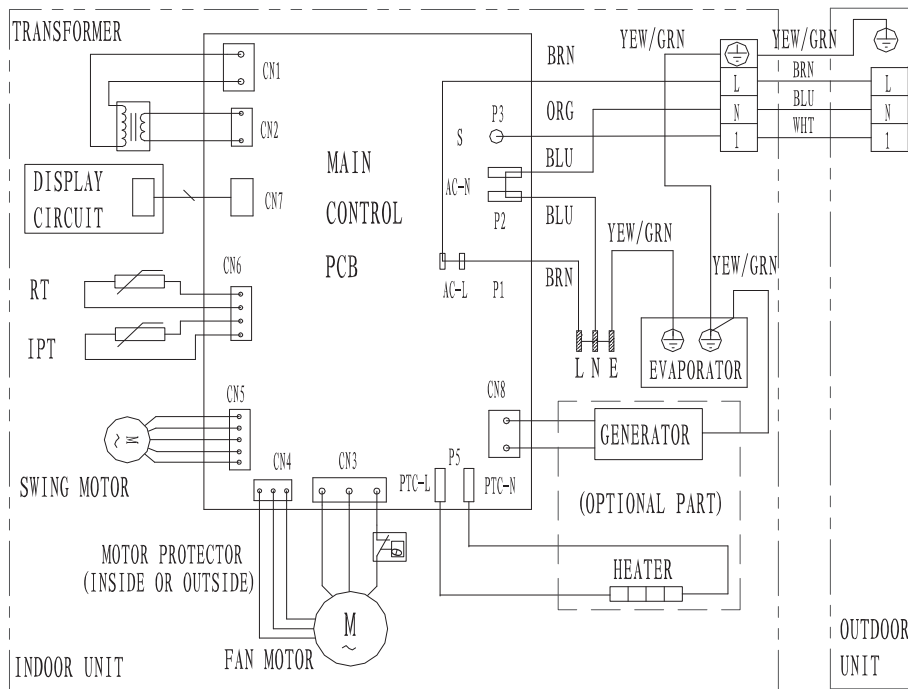 TRANSFORMER
CN1
CN2
DISPLAY
CIRCUIT
CN7
RT
IPT
CN6
CN5
M
~
SWING MOTOR
CN4
CN3
MOTOR PROTECTOR
(INSIDE OR OUTSIDE)
M
~
FAN MOTOR
INDOOR UNIT
MAIN
CONTROL
PCB
S
P3
AC-N
P2
AC-L
P1
CN8
P5
PTC-L
PTC-N
BRN
ORG
BLU
BLU
BRN
YEW/GRN
YEW/GRN
BRN
BLU
WHT
L
N
1
L
N
1
YEW/GRN
YEW/GRN
L N E
EVAPORATOR
GENERATOR
(OPTIONAL PART)
HEATER
OUTDOOR
UNIT